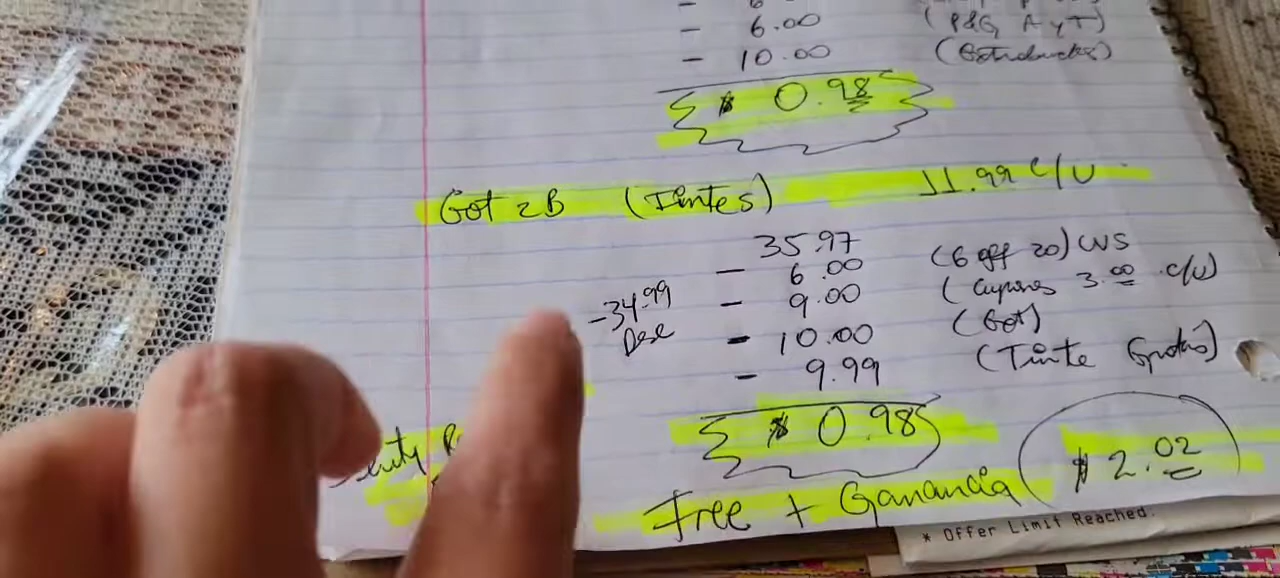 - 6.00 (P&G A y T)
- 10.00
$ 0.98
Got 2B (Tintes) 11.99 c/u
35.97
- 6.00 (6 off 20) CVS
- 9.00 (Cupones 3.00 c/u)
-34.99
Desc
- 10.00 (Got)
- 9.99 (Tinte Gratis)
$ 0.98
Free + Ganancia $ 2.02
* Offer Limit Reached.